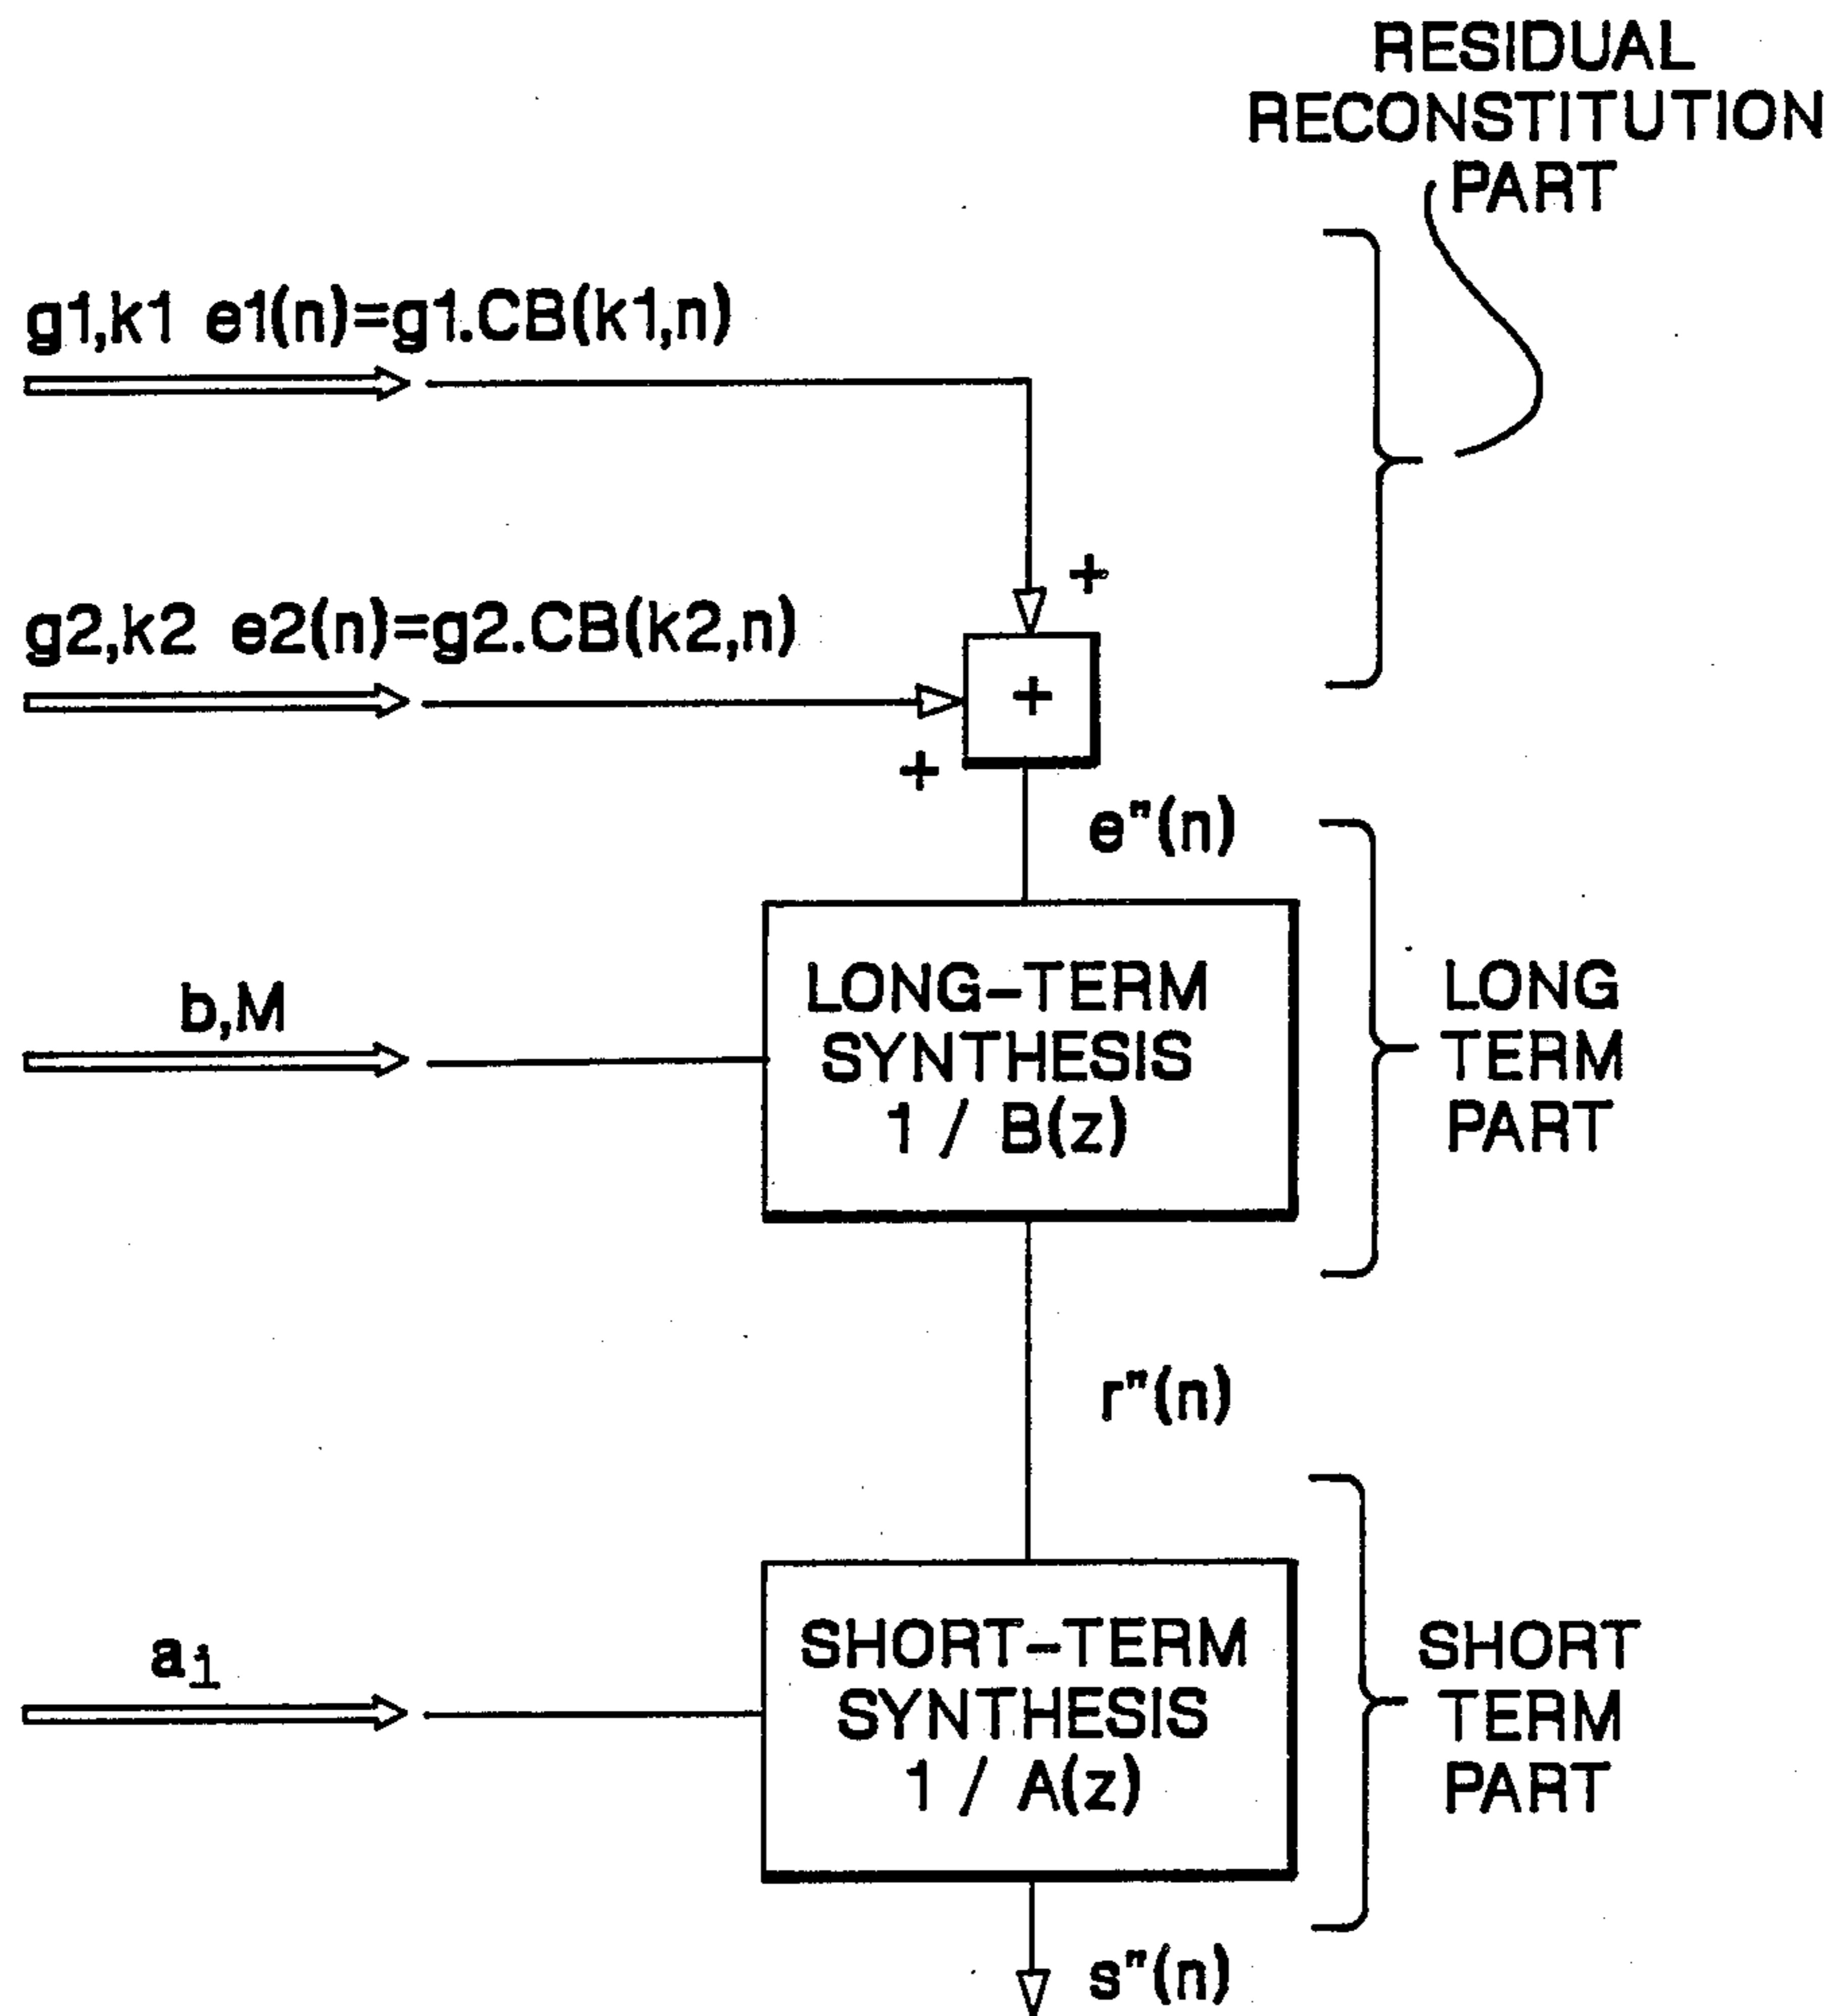 RESIDUAL
RECONSTITUTION
PART
g1,k1 e1(n)=g1.CB(k1,n)
+
g2,k2 e2(n)=g2.CB(k2,n)
+
+
e"(n)
b,M
LONG-TERM
SYNTHESIS
1 / B(z)
LONG
TERM
PART
r"(n)
ai
SHORT-TERM
SYNTHESIS
1 / A(z)
SHORT
TERM
PART
s"(n)